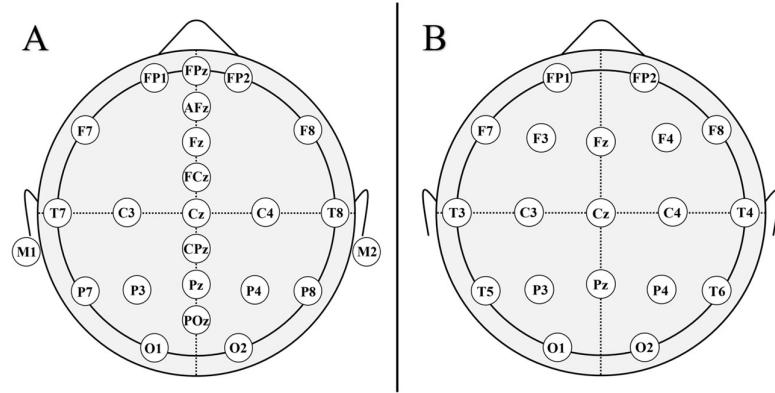 A
FPz
FP1
FP2
AFz
F7
F8
Fz
FCz
T7
C3
Cz
C4
T8
M1
CPz
M2
P7
P3
Pz
P4
P8
POz
O1
O2
B
FP1
FP2
F7
F3
Fz
F4
F8
T3
C3
Cz
C4
T4
T5
P3
Pz
P4
T6
O1
O2